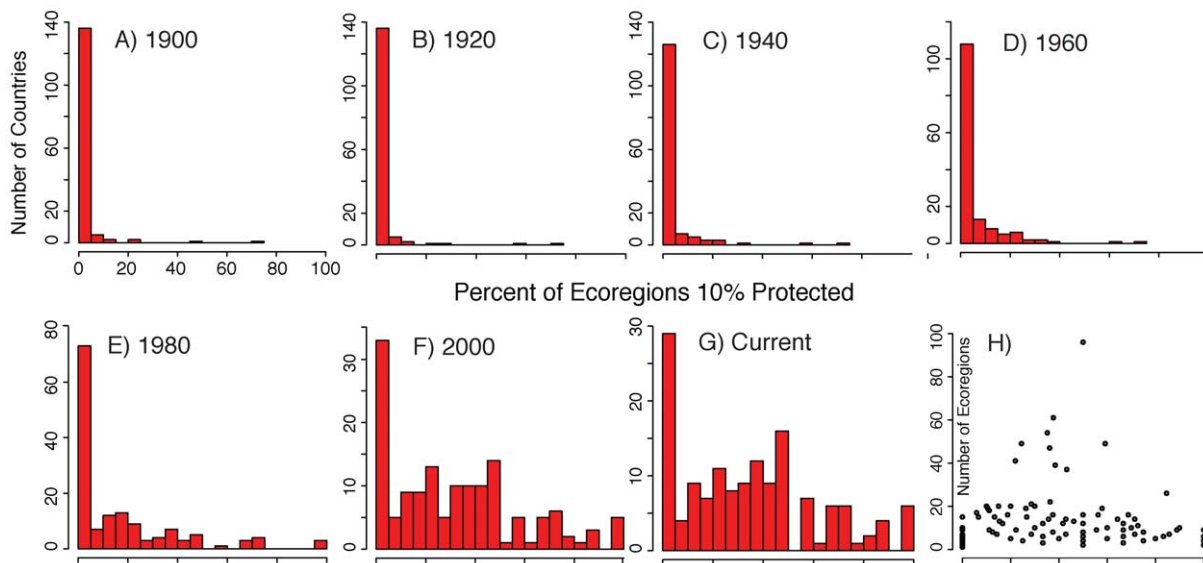 A) 1900
B) 1920
C) 1940
D) 1960
Number of Countries
0 20 60 100 140
0 20 40 60 80 100
0 20 60 100 140
0 20 60 100 140
0 20 60 100
Percent of Ecoregions 10% Protected
E) 1980
F) 2000
G) Current
H)
0 20 40 60 80
0 10 20 30
0 10 20 30
Number of Ecoregions
0 20 40 60 80 100